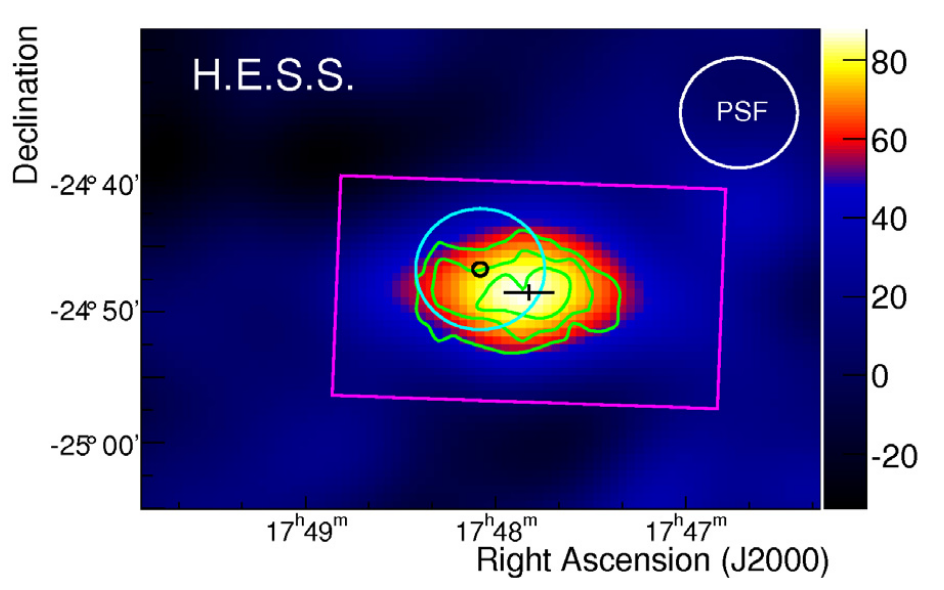 Declination
H.E.S.S.
PSF
-24°40'
-24°50'
-25°00'
17h49m
17h48m
17h47m
Right Ascension (J2000)
80
60
40
20
0
-20